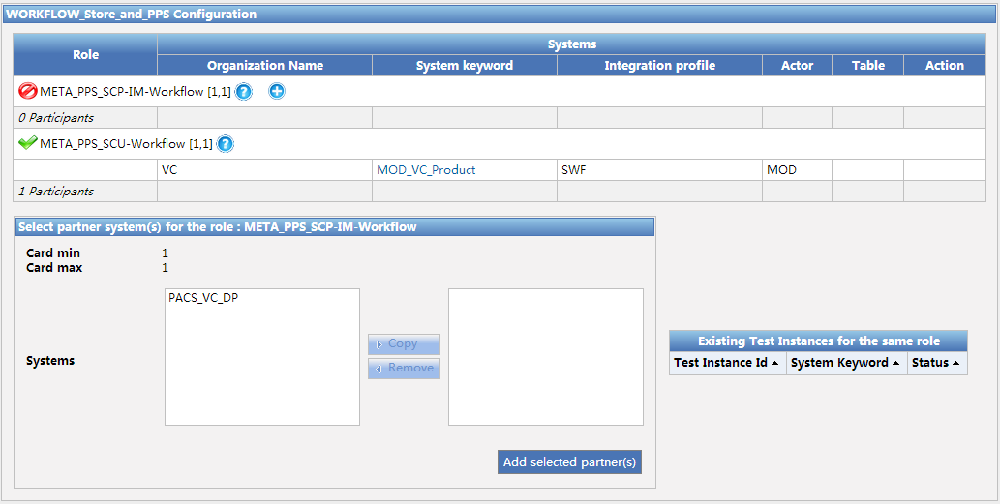 WORKFLOW_Store_and_PPS Configuration
Role
Systems
Organization Name System keyword Integration profile Actor Table Action
META_PPS_SCP-IM-Workflow [1,1]
0 Participants
META_PPS_SCU-Workflow [1,1]
VC MOD_VC_Product SWF MOD
1 Participants
Select partner system(s) for the role : META_PPS_SCP-IM-Workflow
Card min 1
Card max 1
Systems
PACS_VC_DP
Copy
Remove
Add selected partner(s)
Existing Test Instances for the same role
Test Instance Id System Keyword Status